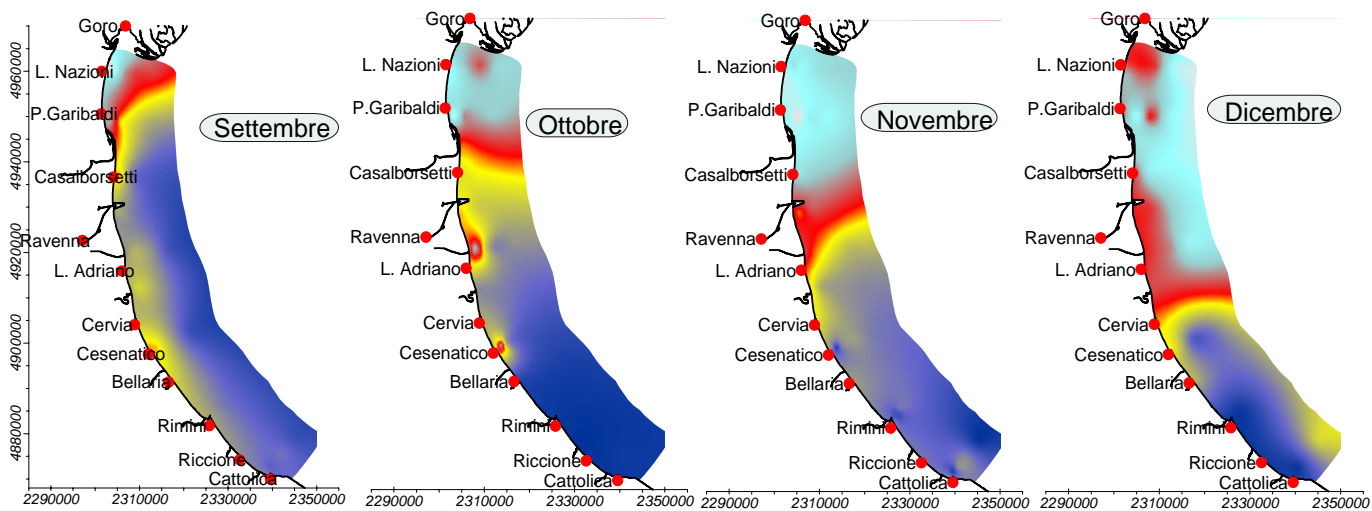 Settembre
Goro
L. Nazioni
P.Garibaldi
Casalborsetti
Ravenna
L. Adriano
Cervia
Cesenatico
Bellaria
Rimini
Riccione
Cattolica
4960000
4940000
4920000
4900000
4880000
2290000 2310000 2330000 2350000
Ottobre
Goro
L. Nazioni
P.Garibaldi
Casalborsetti
Ravenna
L. Adriano
Cervia
Cesenatico
Bellaria
Rimini
Riccione
Cattolica
2290000 2310000 2330000 2350000
Novembre
Goro
L. Nazioni
P.Garibaldi
Casalborsetti
Ravenna
L. Adriano
Cervia
Cesenatico
Bellaria
Rimini
Riccione
Cattolica
2290000 2310000 2330000 2350000
Dicembre
Goro
L. Nazioni
P.Garibaldi
Casalborsetti
Ravenna
L. Adriano
Cervia
Cesenatico
Bellaria
Rimini
Riccione
Cattolica
2290000 2310000 2330000 2350000